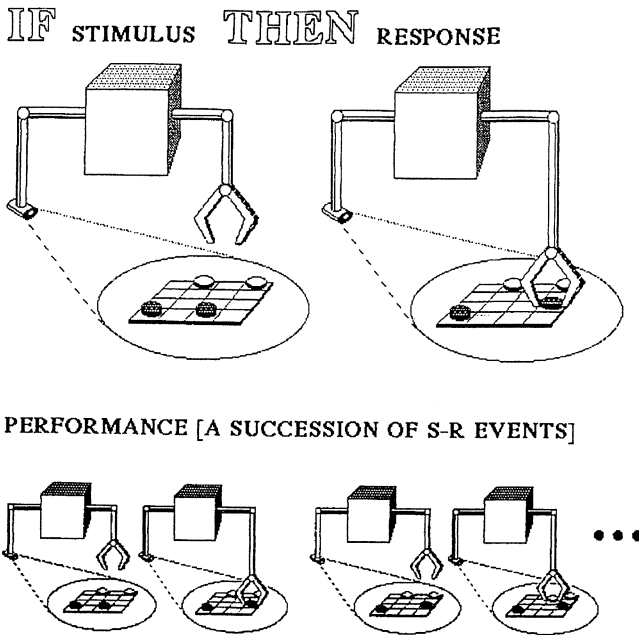 IF STIMULUS THEN RESPONSE
PERFORMANCE [A SUCCESSION OF S-R EVENTS]